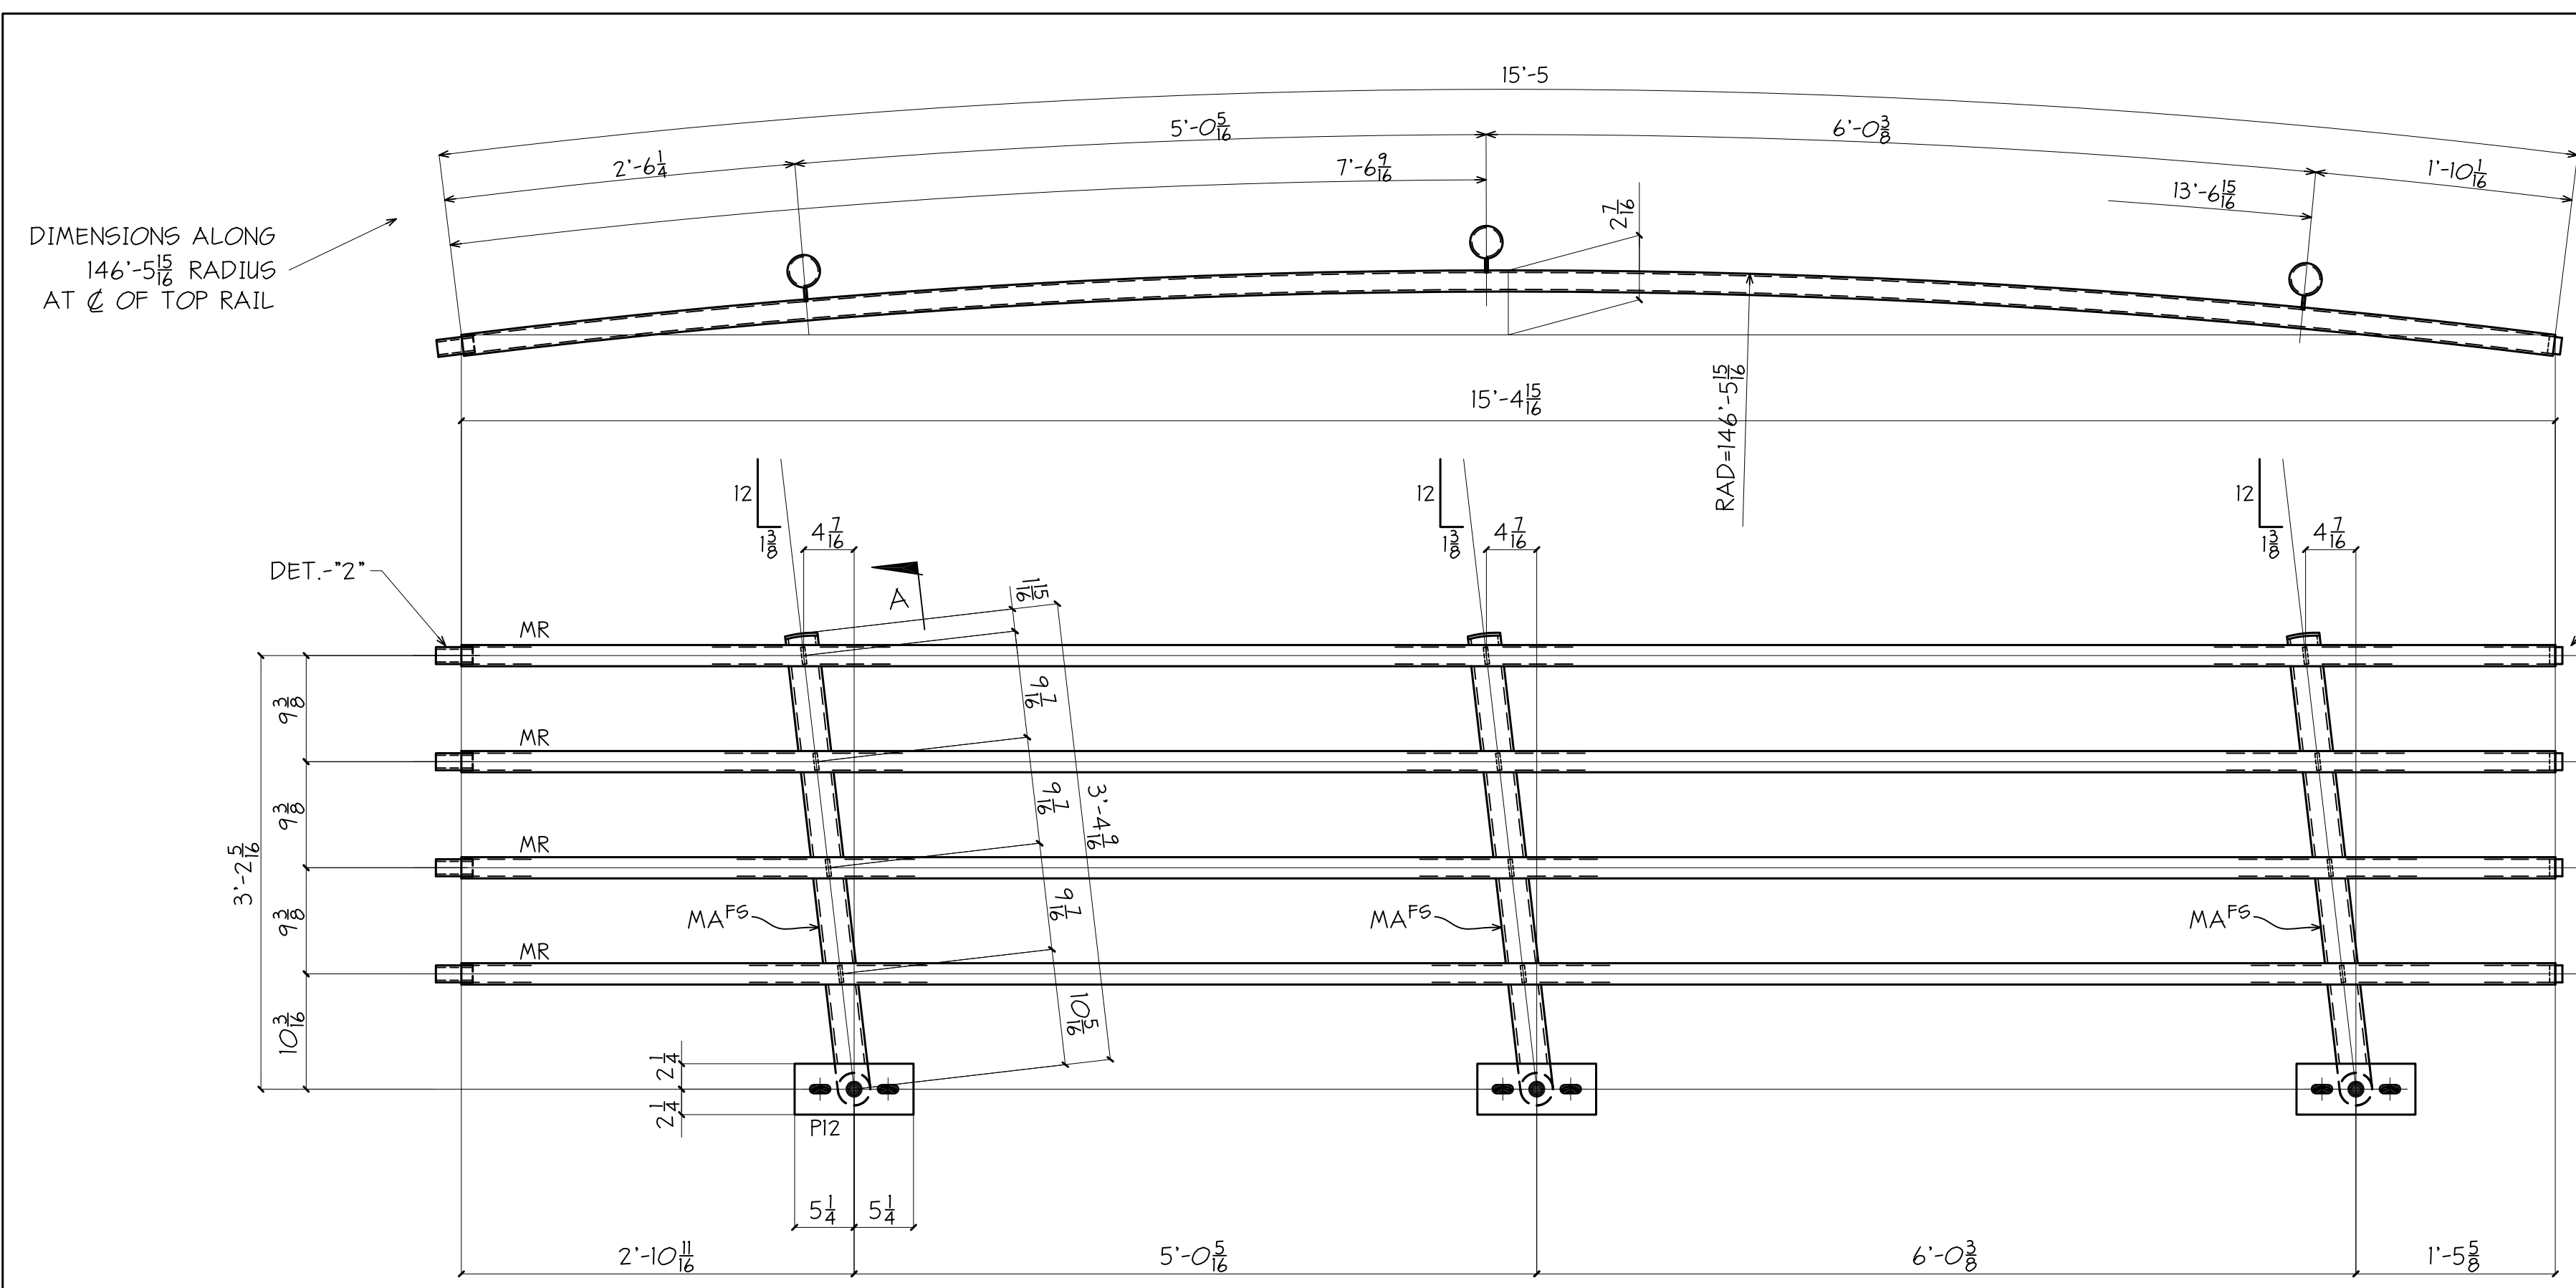 15'-5
5'-0 5/16
6'-0 3/8
2'-6 1/4
7'-6 9/16
1'-10 1/16
13'-6 15/16
2 7/16
DIMENSIONS ALONG
146'-5 15/16 RADIUS
AT ℄ OF TOP RAIL
RAD=146'-5 15/16
15'-4 15/16
12
1 3/8
4 7/16
12
1 3/8
4 7/16
12
1 3/8
4 7/16
DET.-"2"
A
1 15/16
MR
9 3/8
9 7/16
MR
9 3/8
9 7/16
3'-4 9/16
MR
3'-2 5/16
9 3/8
9 7/16
MA FS
MA FS
MA FS
MR
10 3/16
10 5/16
2 1/4
2 1/4
P12
5 1/4
5 1/4
2'-10 11/16
5'-0 5/16
6'-0 3/8
1'-5 5/8